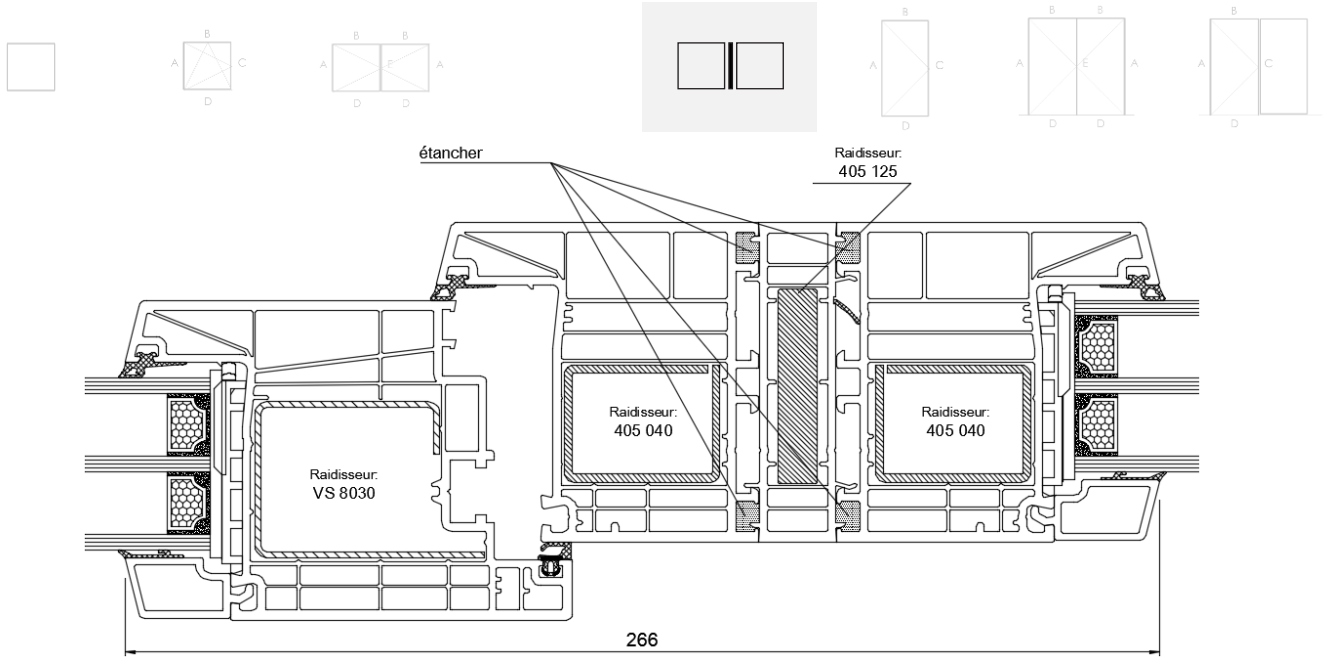 B
A
C
D
B
B
A
E
A
D
D
B
A
C
D
B
B
A
E
A
D
D
B
A
C
D
étancher
Raidisseur:
405 125
Raidisseur:
405 040
Raidisseur:
405 040
Raidisseur:
VS 8030
266